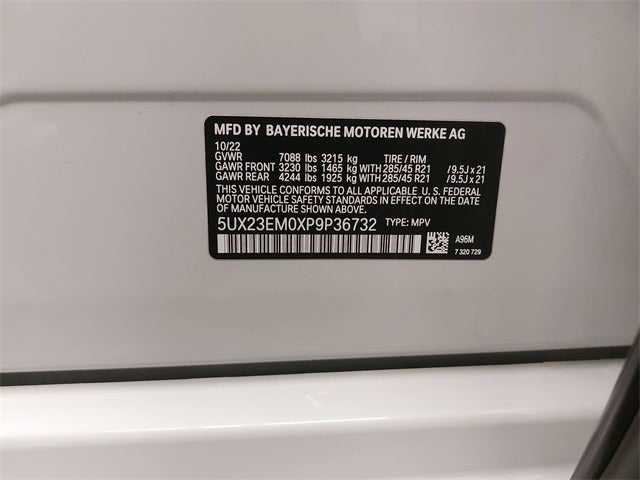 MFD BY BAYERISCHE MOTOREN WERKE AG
10/22
GVWR 7088 lbs 3215 kg TIRE / RIM
GAWR FRONT 3230 lbs 1465 kg WITH 285/45 R21 / 9.5J x 21
GAWR REAR 4244 lbs 1925 kg WITH 285/45 R21 / 9.5J x 21
THIS VEHICLE CONFORMS TO ALL APPLICABLE U. S. FEDERAL
MOTOR VEHICLE SAFETY STANDARDS IN EFFECT ON THE DATE
OF MANUFACTURE SHOWN ABOVE.
5UX23EM0XP9P36732 TYPE: MPV
A96M
7 320 729